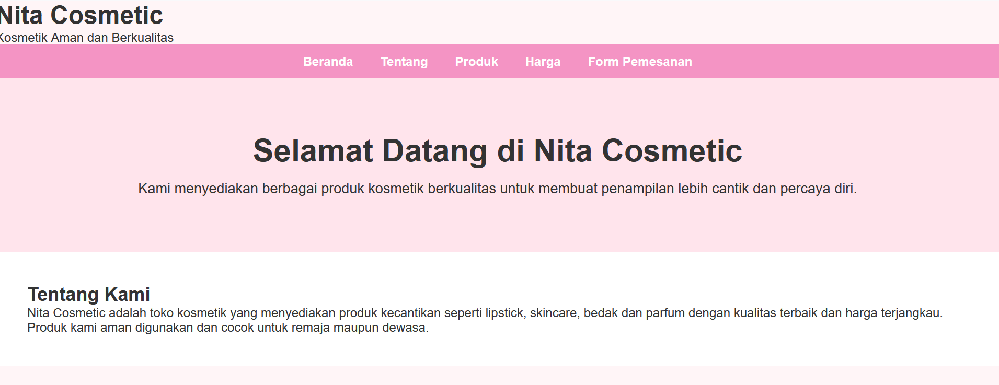 Nita Cosmetic
Kosmetik Aman dan Berkualitas
Beranda Tentang Produk Harga Form Pemesanan
Selamat Datang di Nita Cosmetic
Kami menyediakan berbagai produk kosmetik berkualitas untuk membuat penampilan lebih cantik dan percaya diri.
Tentang Kami
Nita Cosmetic adalah toko kosmetik yang menyediakan produk kecantikan seperti lipstick, skincare, bedak dan parfum dengan kualitas terbaik dan harga terjangkau.
Produk kami aman digunakan dan cocok untuk remaja maupun dewasa.